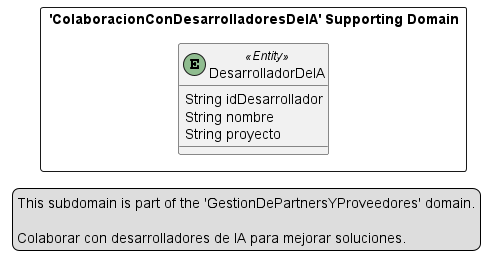 'ColaboracionConDesarrolladoresDeIA' Supporting Domain
E
«Entity»
DesarrolladorDeIA
String idDesarrollador
String nombre
String proyecto
This subdomain is part of the 'GestionDePartnersYProveedores' domain.
Colaborar con desarrolladores de IA para mejorar soluciones.